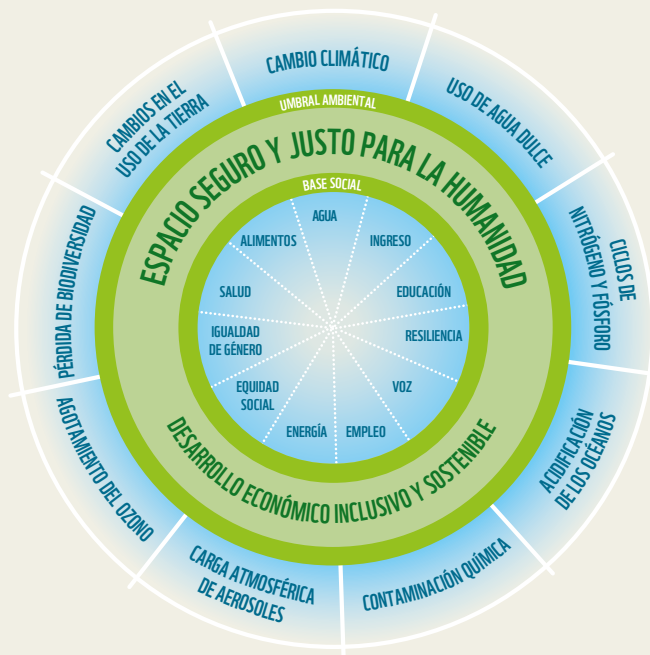 CAMBIO CLIMÁTICO
USO DE AGUA DULCE
CICLOS DE
NITRÓGENO Y FÓSFORO
ACIDIFICACIÓN
DE LOS OCÉANOS
CONTAMINACIÓN QUÍMICA
CARGA ATMOSFÉRICA
DE AEROSOLES
AGOTAMIENTO DEL OZONO
PÉRDIDA DE BIODIVERSIDAD
CAMBIOS EN EL
USO DE LA TIERRA
UMBRAL AMBIENTAL
ESPACIO SEGURO Y JUSTO PARA LA HUMANIDAD
BASE SOCIAL
AGUA
INGRESO
EDUCACIÓN
RESILIENCIA
VOZ
EMPLEO
ENERGÍA
EQUIDAD
SOCIAL
IGUALDAD
DE GÉNERO
SALUD
ALIMENTOS
DESARROLLO ECONÓMICO INCLUSIVO Y SOSTENIBLE